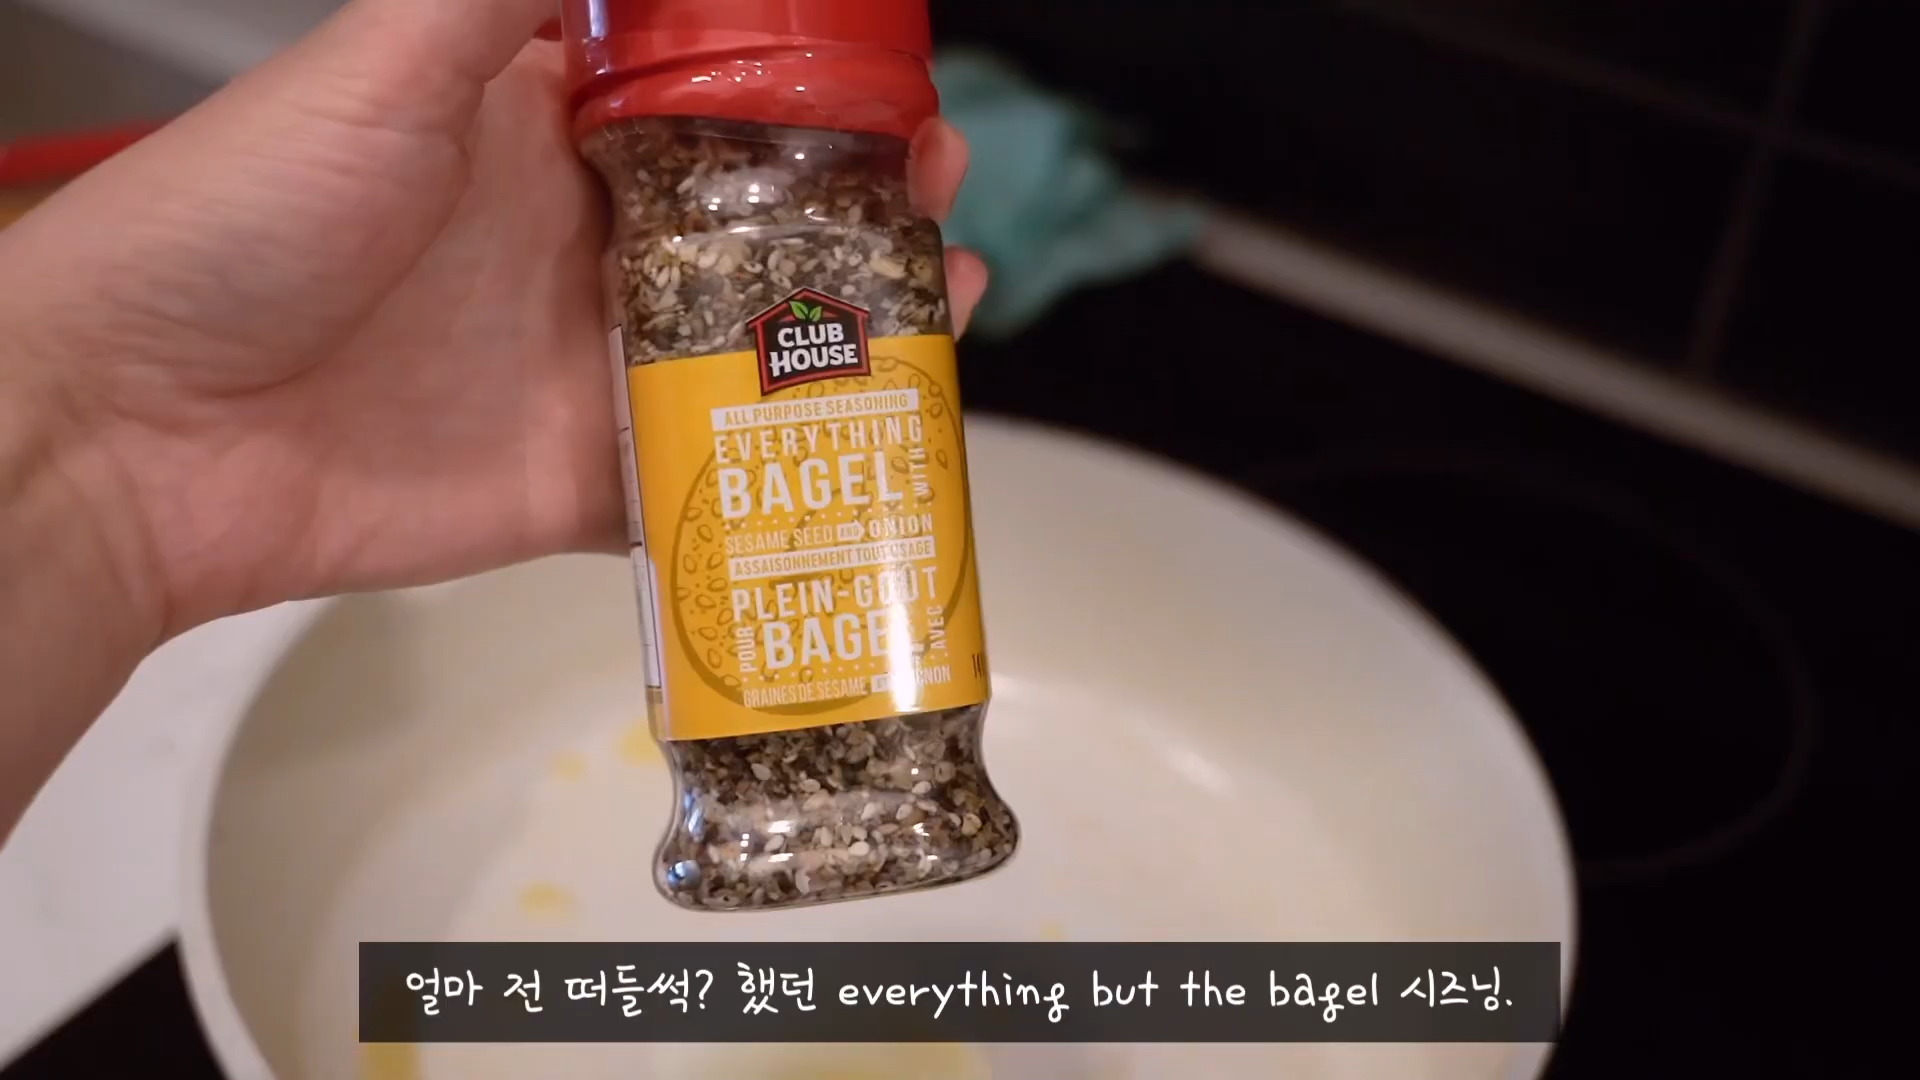 CLUB
HOUSE
ALL PURPOSE SEASONING
EVERYTHING
BAGEL WITH
SESAME SEED AND ONION
ASSAISONNEMENT TOUT USAGE
PLEIN-GOÛT
POUR BAGEL AVEC
GRAINES DE SÉSAME
얼마 전 떠들썩? 했던 everything but the bagel 시즈닝.